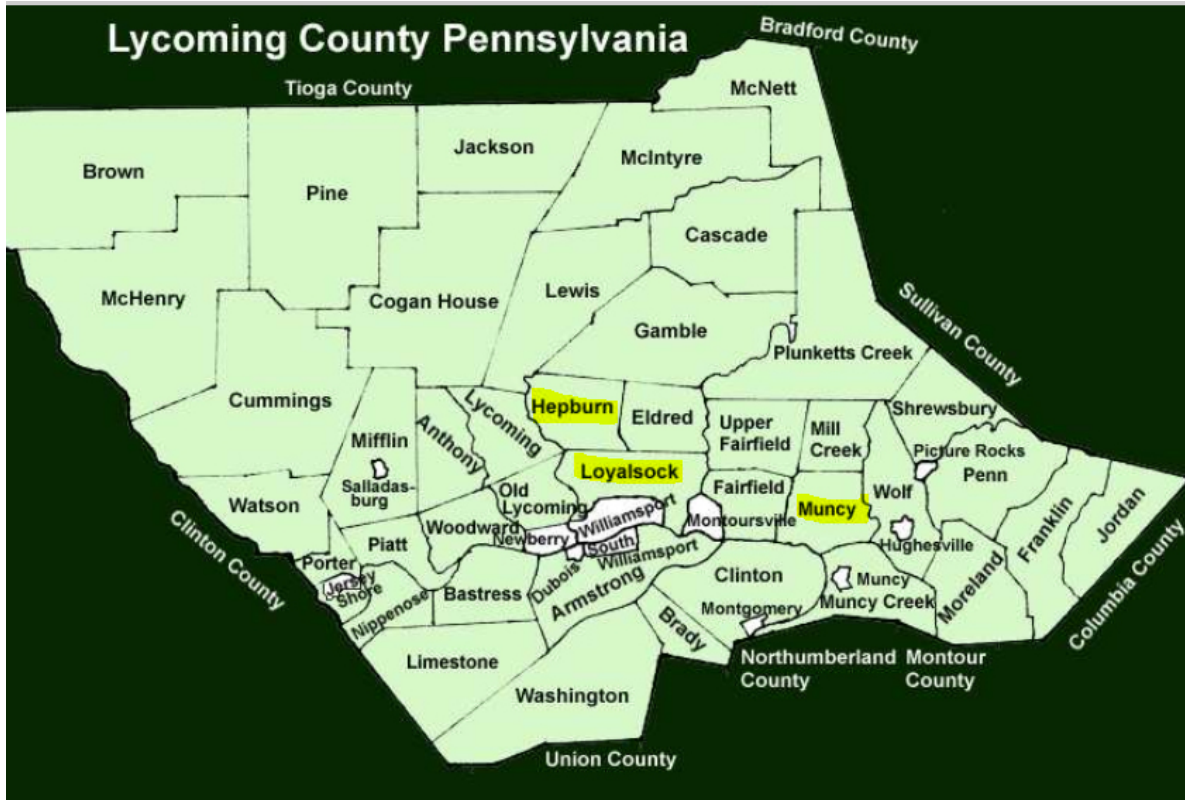 Lycoming County Pennsylvania
Bradford County
Tioga County
McNett
Brown
Jackson
McIntyre
Pine
Cascade
McHenry
Cogan House
Lewis
Gamble
Sullivan County
Plunketts Creek
Cummings
Lycoming
Hepburn
Eldred
Shrewsbury
Mifflin
Anthony
Upper
Fairfield
Mill
Creek
Picture Rocks
Penn
Loyalsock
Salladas-
burg
Watson
Old
Lycoming
Fairfield
Muncy
Wolf
Franklin
Jordan
Clinton County
Woodward
Newberry
Williamsport
Montoursville
Hughesville
Piatt
South
Williamsport
Porter
Jersey
Shore
Nippenose
Bastress
Dubois
Armstrong
Clinton
Muncy
Muncy Creek
Moreland
Columbia County
Montgomery
Brady
Limestone
Washington
Northumberland
County
Montour
County
Union County